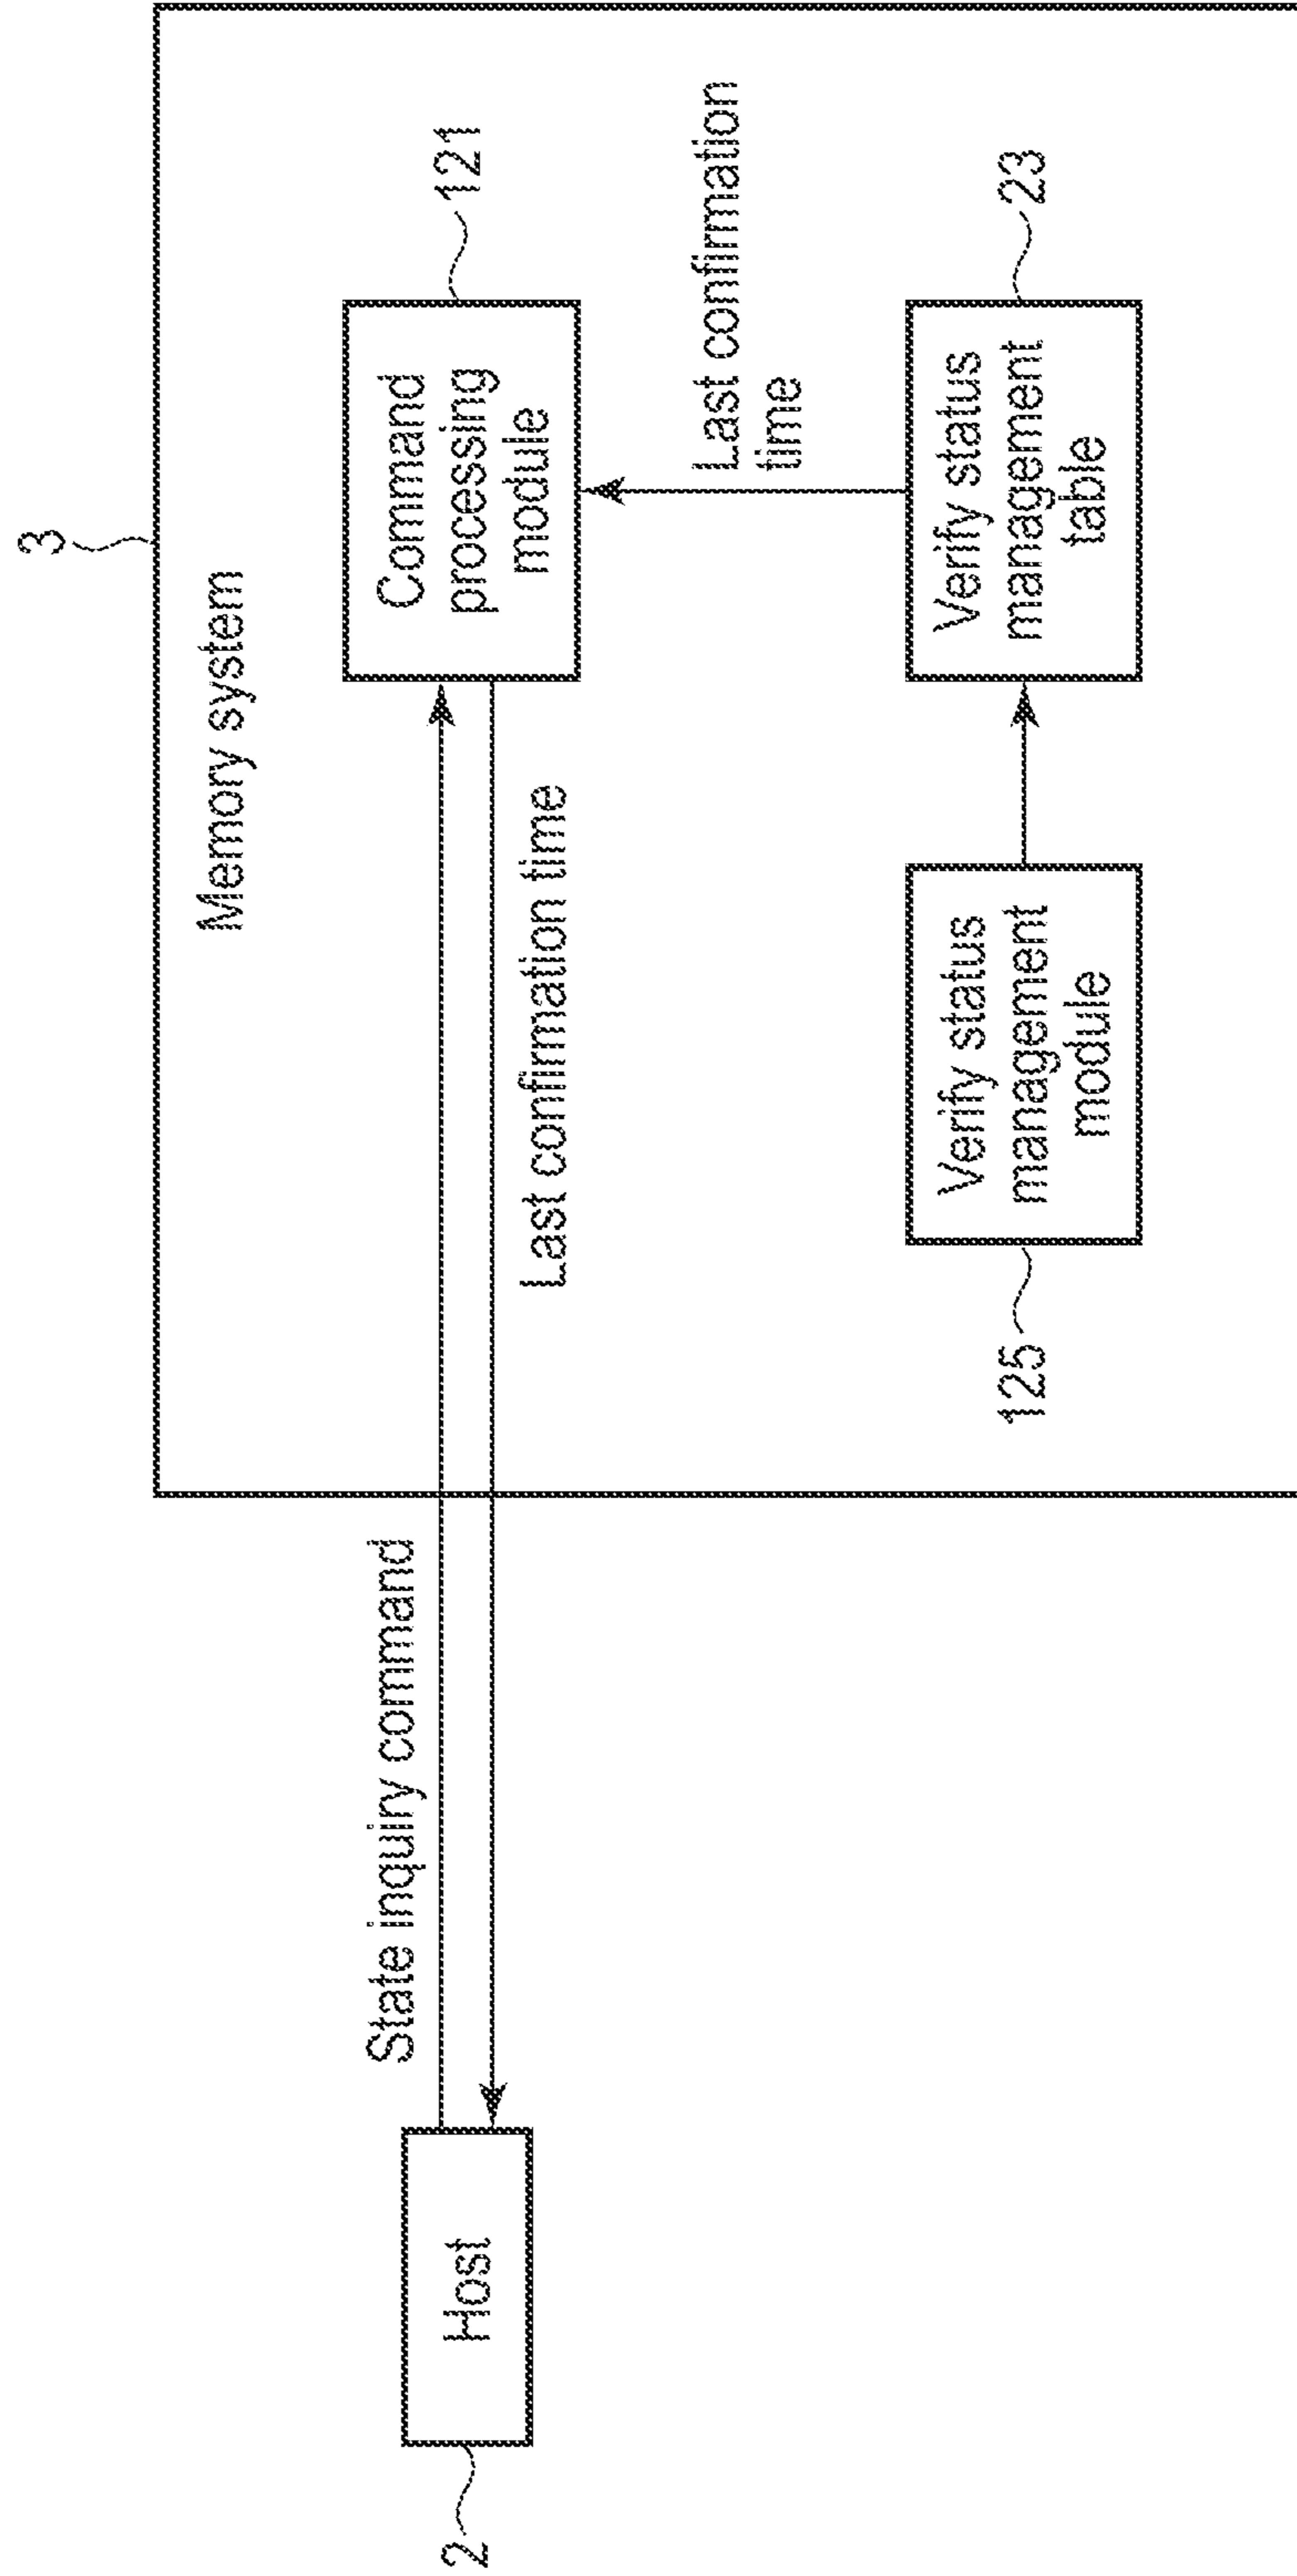 3
Memory system
2
Host
State inquiry command
Last confirmation time
Command
processing
module
121
Last confirmation
time
125
Verify status
management
module
Verify status
management
table
23